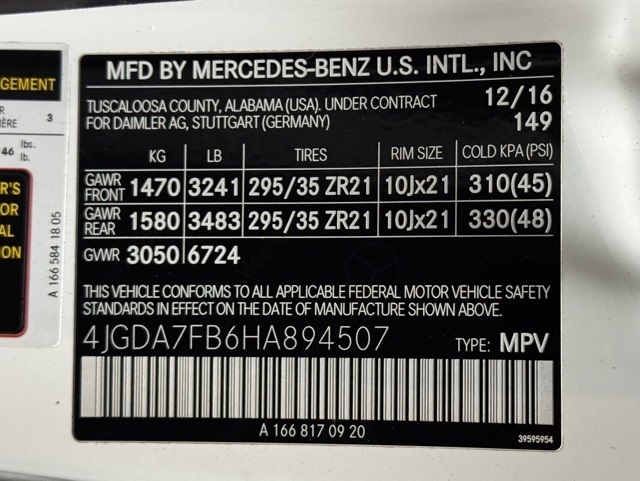 AGEMENT
3
46 lbs.
lb.
ER'S
OR
AL
ION
A 166 584 18 05
MFD BY MERCEDES-BENZ U.S. INTL., INC
TUSCALOOSA COUNTY, ALABAMA (USA). UNDER CONTRACT 12/16
FOR DAIMLER AG, STUTTGART (GERMANY) 149
KG LB TIRES RIM SIZE COLD KPA (PSI)
GAWR FRONT 1470 3241 295/35 ZR21 10Jx21 310(45)
GAWR REAR 1580 3483 295/35 ZR21 10Jx21 330(48)
GVWR 3050 6724
THIS VEHICLE CONFORMS TO ALL APPLICABLE FEDERAL MOTOR VEHICLE SAFETY
STANDARDS IN EFFECT ON THE DATE OF MANUFACTURE SHOWN ABOVE.
4JGDA7FB6HA894507 TYPE: MPV
A 166 817 09 20
39595954